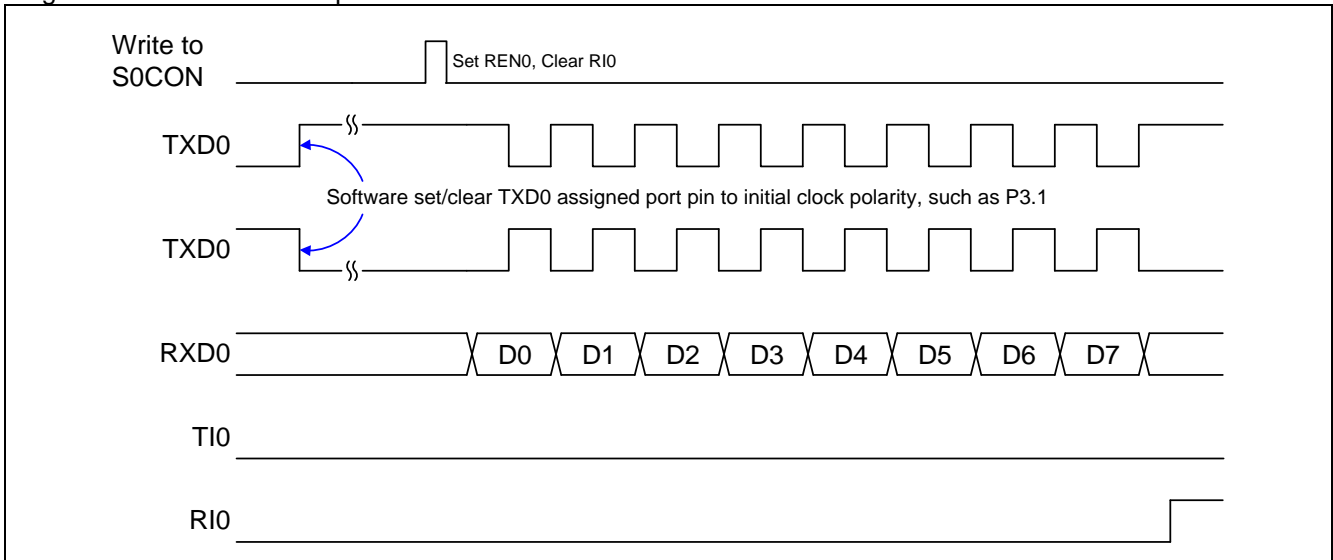 Write to
S0CON
Set REN0, Clear RI0
TXD0
Software set/clear TXD0 assigned port pin to initial clock polarity, such as P3.1
TXD0
RXD0
D0 D1 D2 D3 D4 D5 D6 D7
TI0
RI0